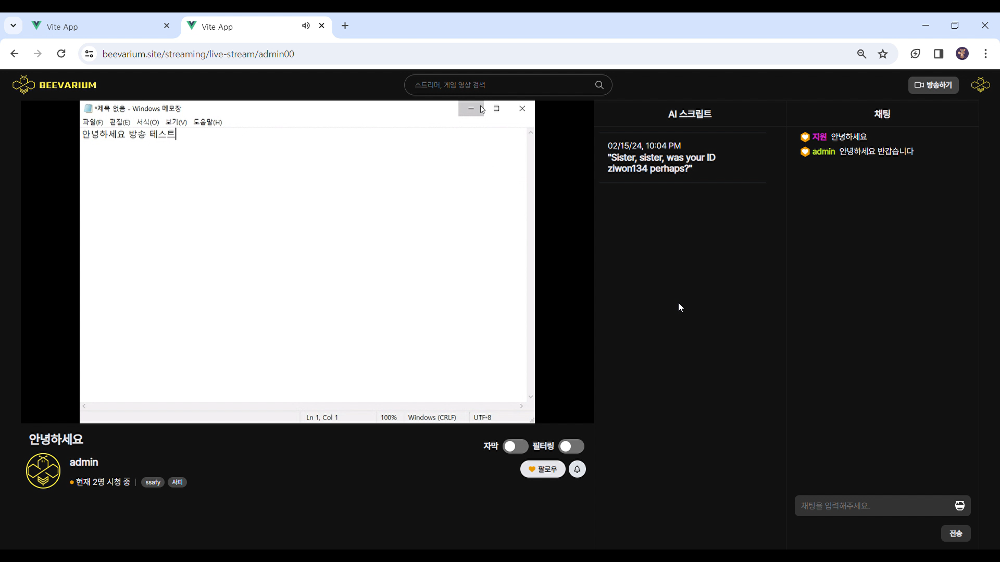 Vite App
Vite App
beevarium.site/streaming/live-stream/admin00
BEEVARIUM
스트리머, 게임 영상 검색
방송하기
*제목 없음 - Windows 메모장
파일(F) 편집(E) 서식(O) 보기(V) 도움말(H)
안녕하세요 방송 테스트
Ln 1, Col 1
100%
Windows (CRLF)
UTF-8
안녕하세요
admin
현재 2명 시청 중
ssafy
싸피
자막
필터링
팔로우
AI 스크립트
02/15/24, 10:04 PM
"Sister, sister, was your ID
ziwon134 perhaps?"
채팅
지원 안녕하세요
admin 안녕하세요 반갑습니다
채팅을 입력해주세요.
전송